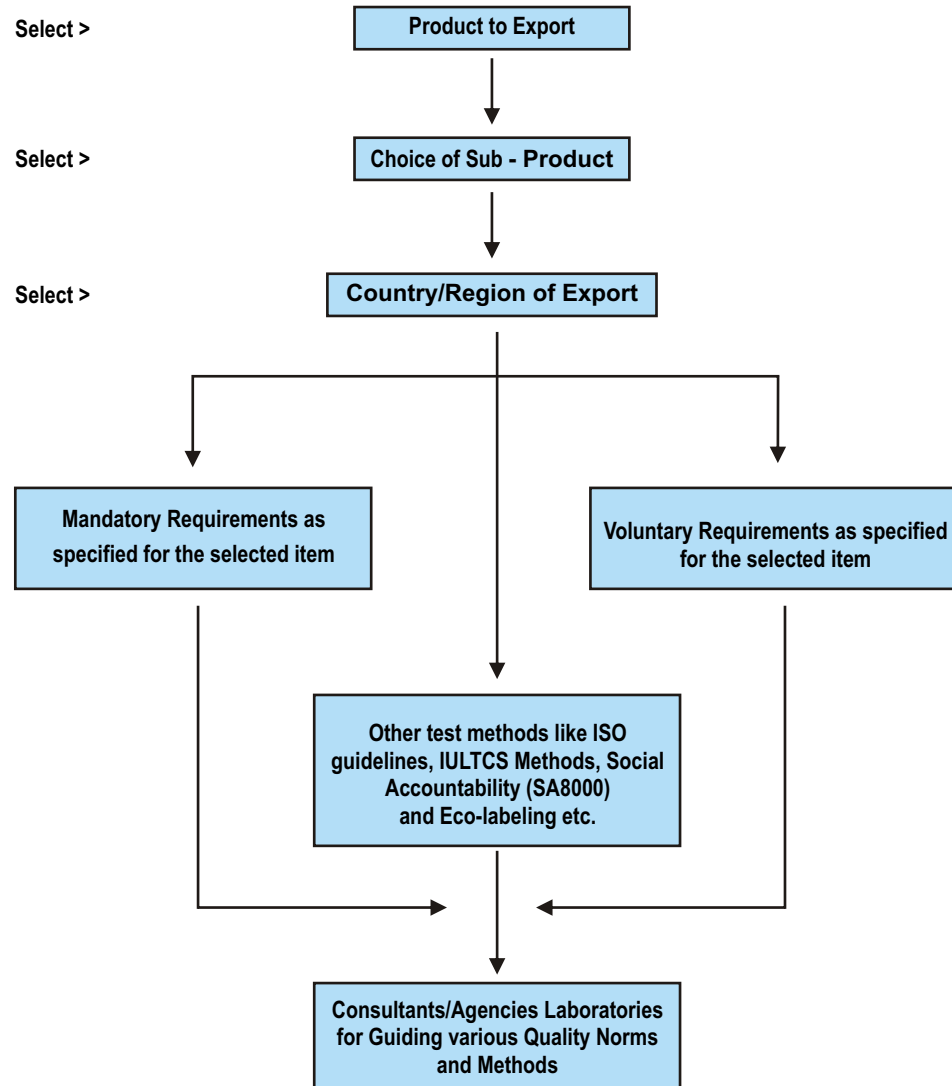 Select >
Product to Export
Select >
Choice of Sub - Product
Select >
Country/Region of Export
Mandatory Requirements as
specified for the selected item
Voluntary Requirements as specified
for the selected item
Other test methods like ISO
guidelines, IULTCS Methods, Social
Accountability (SA8000)
and Eco-labeling etc.
Consultants/Agencies Laboratories
for Guiding various Quality Norms
and Methods